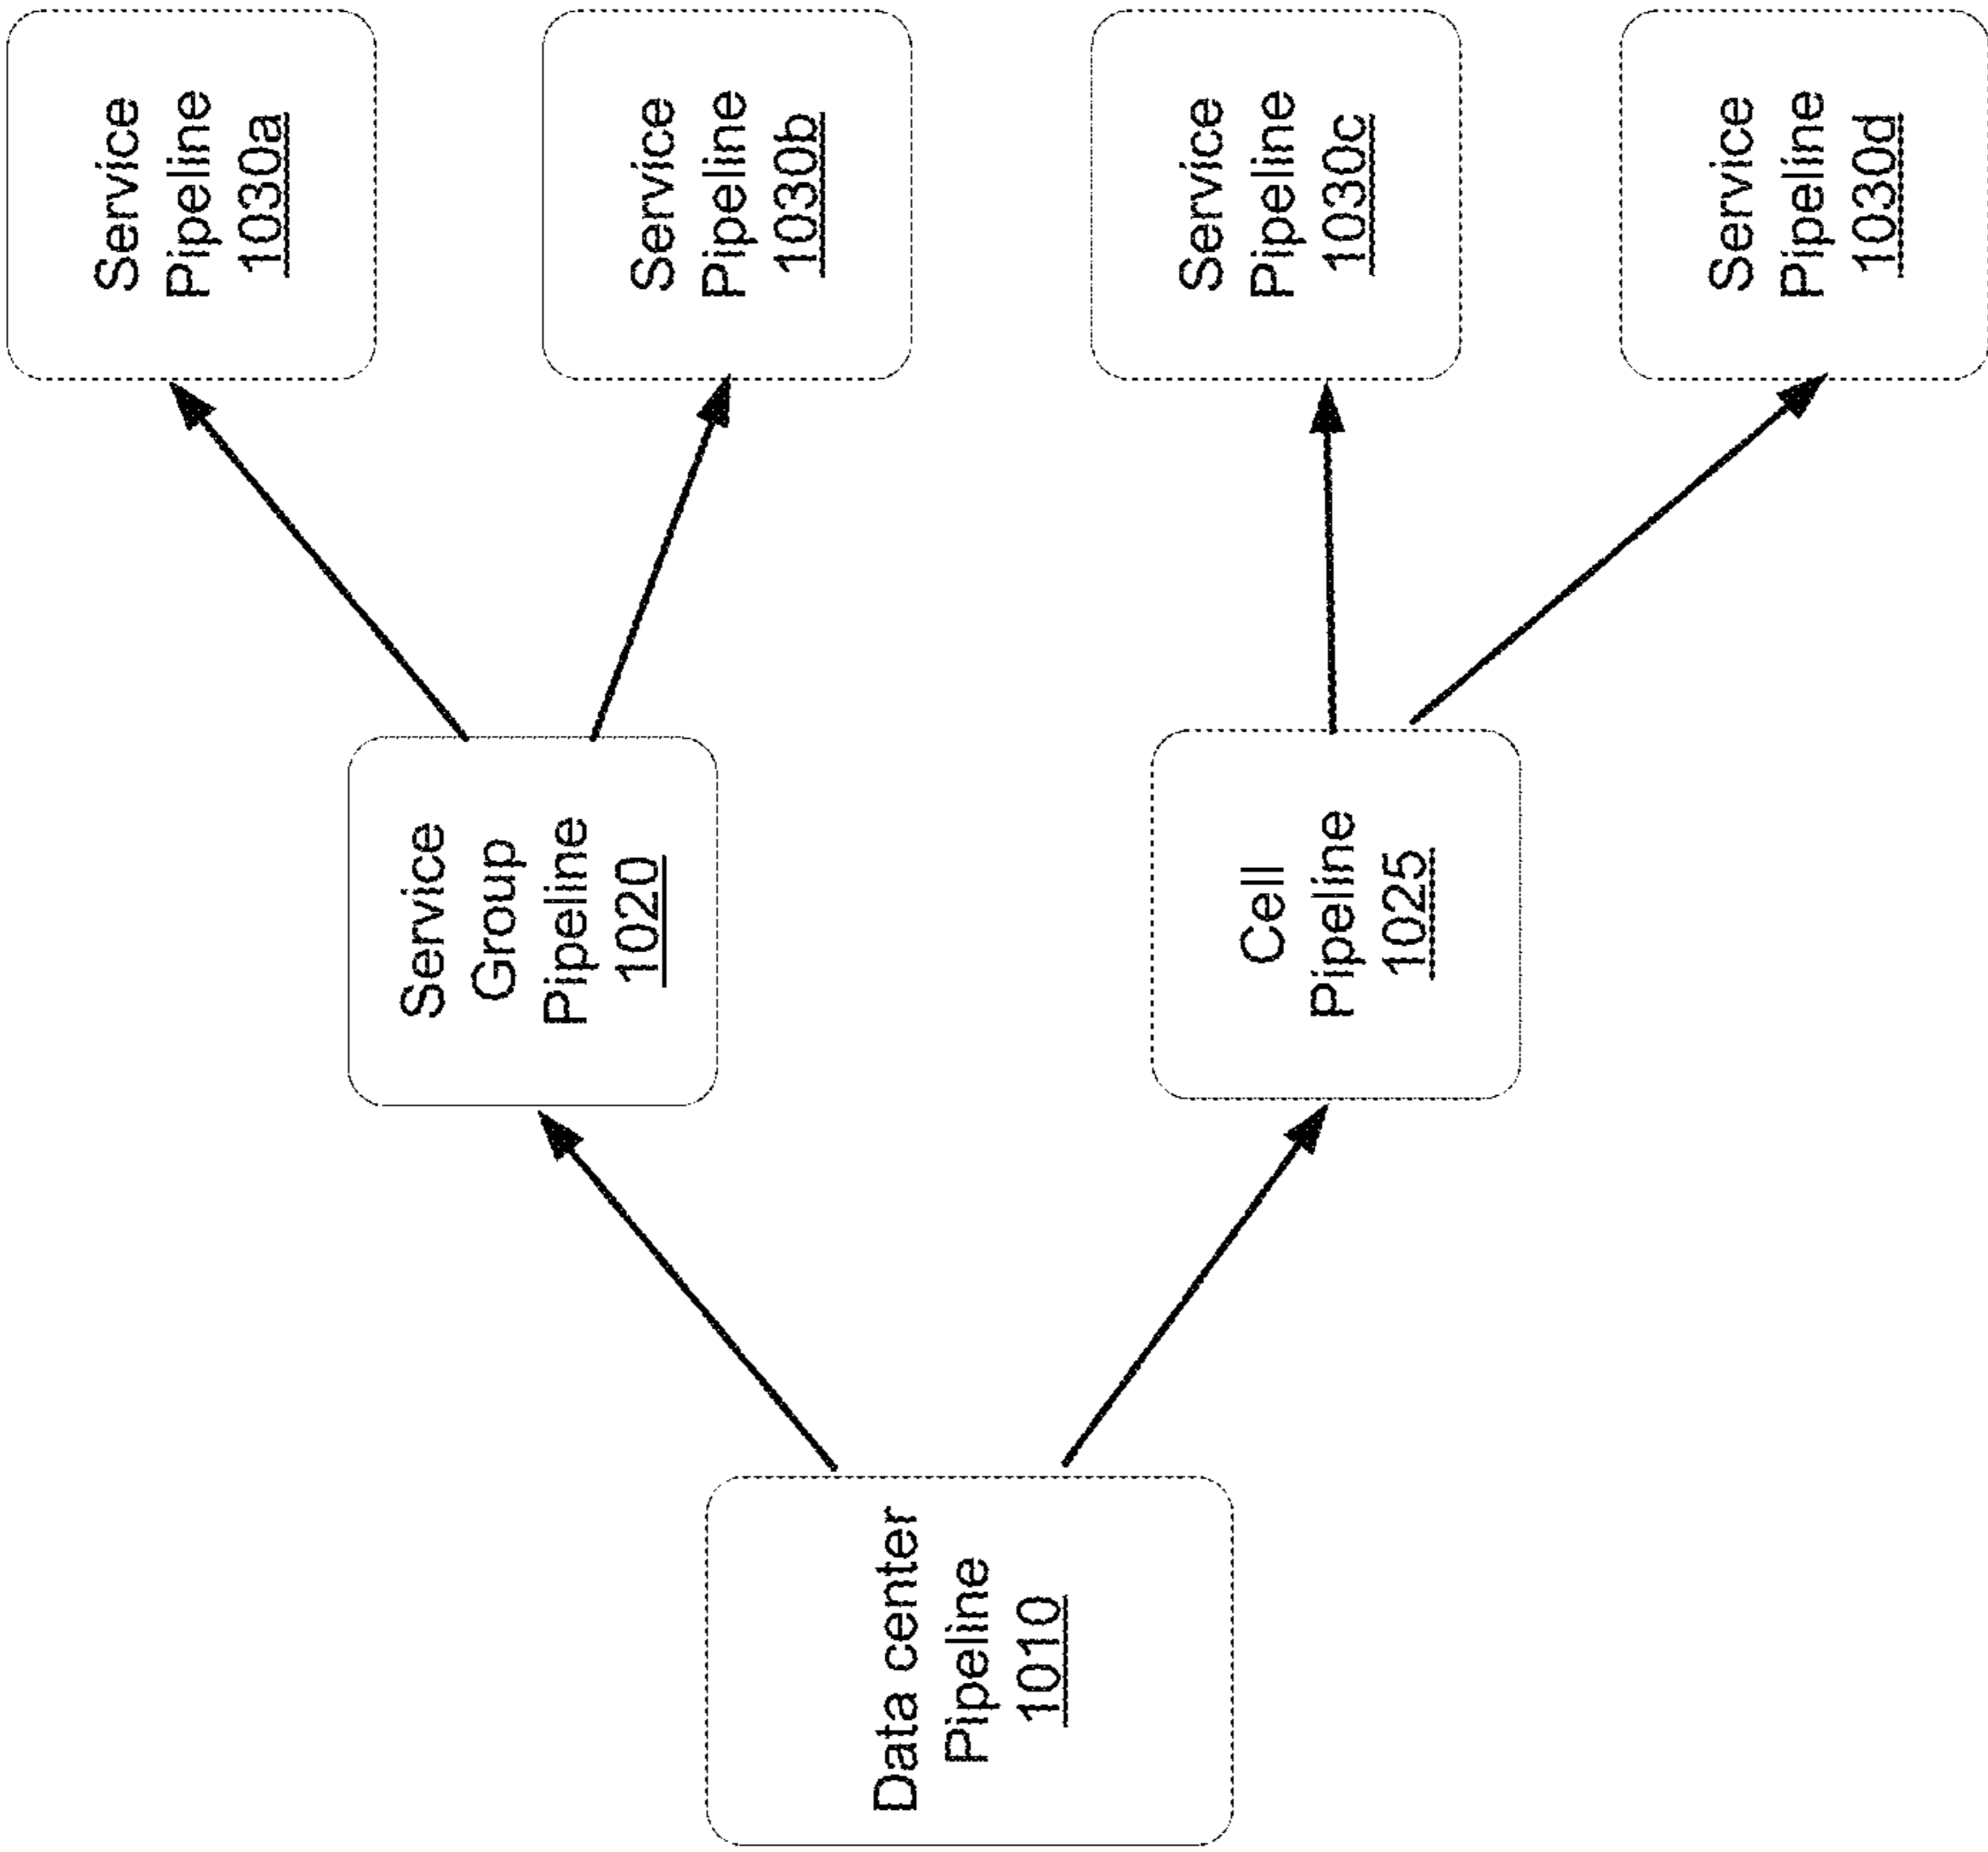 Data center
Pipeline
1010
Service
Group
Pipeline
1020
Cell
Pipeline
1025
Service
Pipeline
1030a
Service
Pipeline
1030b
Service
Pipeline
1030c
Service
Pipeline
1030d